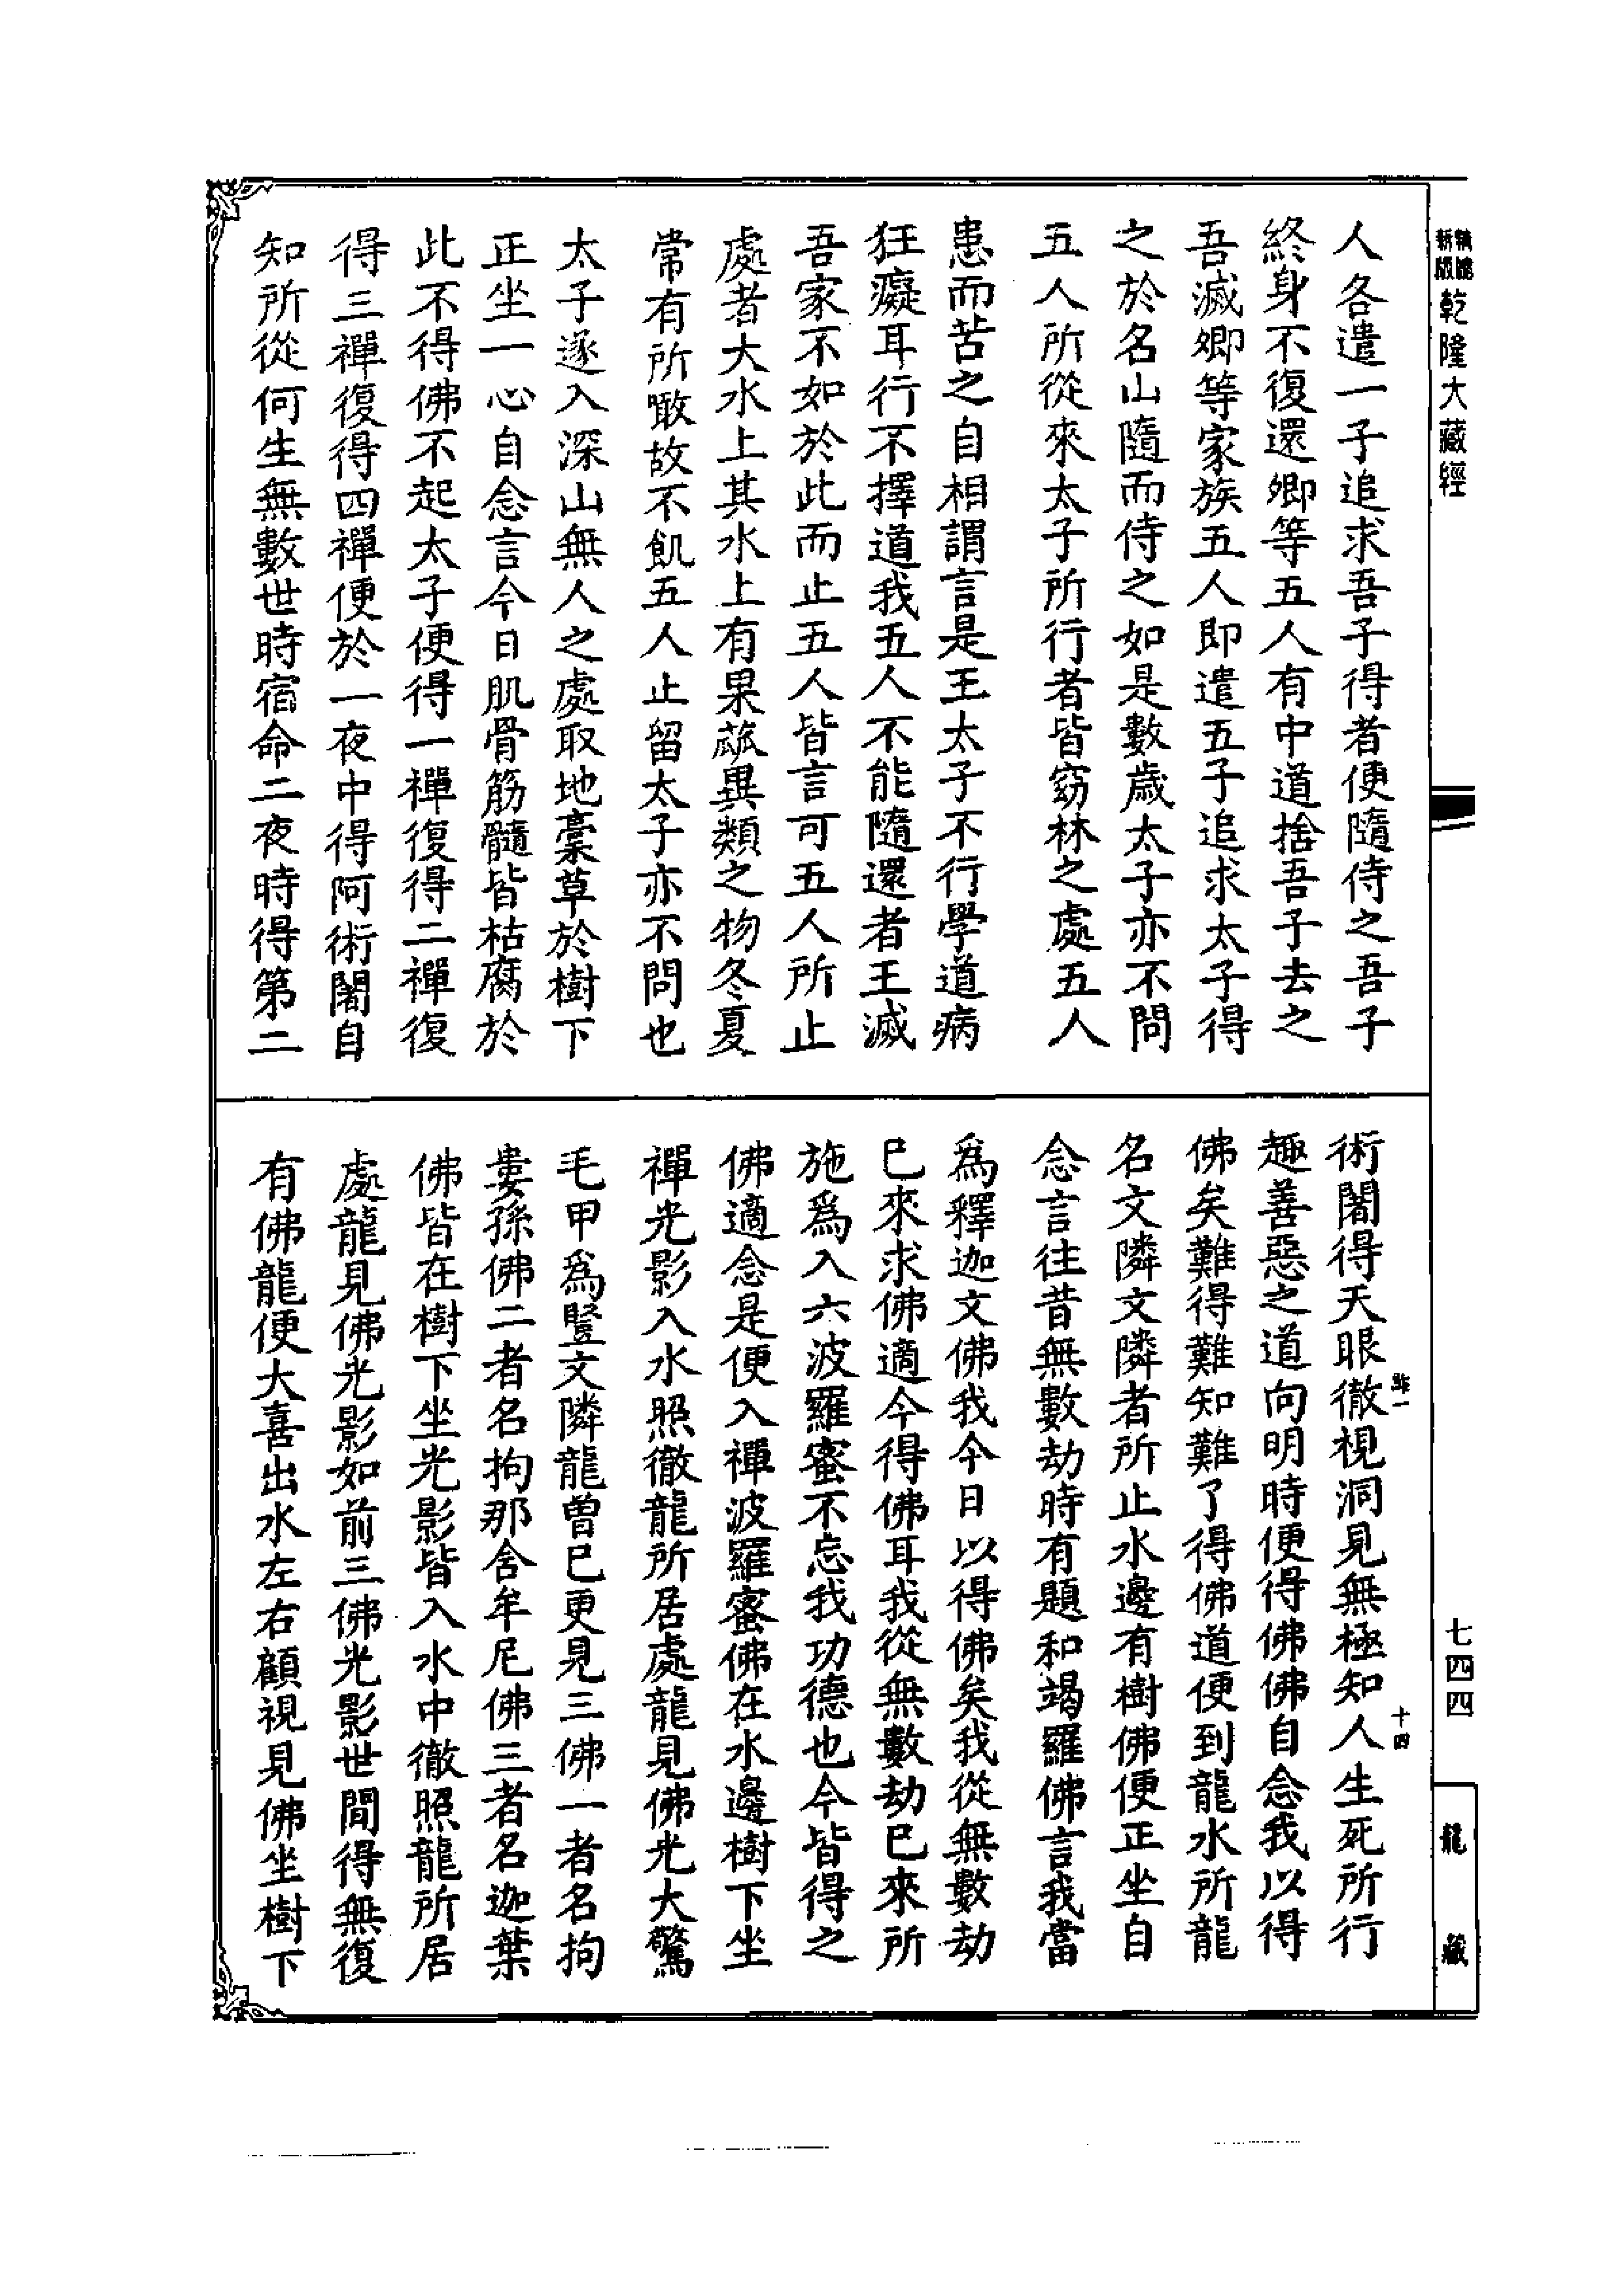 新版
乾隆大藏經
人各遣一子追求吾子得者便隨侍之吾子
終身不復還卿等五人有中道捨吾子去之
吾滅卿等家族五人即遣五子追求太子得
之於名山隨而侍之如是數歲太子亦不問
五人所從來太子所行者皆窈林之處五人
患而苦之自相謂言是王太子不行學道病
狂癡耳行不擇道我五人不能隨還者王滅
吾家不如於此而止五人皆言可五人所止
處者大水上其水上有果蓏異類之物冬夏
常有所噉故不飢五人止留太子亦不問也
太子遂入深山無人之處取地藁草於樹下
正坐一心自念言今日肌骨筋髓皆枯腐於
此不得佛不起太子便得一禪復得二禪復
得三禪復得四禪便於一夜中得阿術闍自
知所從何生無數世時宿命二夜時得第二
術闍得天眼徹視洞見無極知人生死所行
趣善惡之道向明時便得佛佛自念我以得
佛矣難得難知難了得佛道便到龍水所龍
名文隣文隣者所止水邊有樹佛便正坐自
念言往昔無數劫時有題和竭羅佛言我當
為釋迦文佛我今日以得佛矣我從無數劫
已來求佛適今得佛耳我從無數劫已來所
施為入六波羅蜜不忘我功德也今皆得之
佛適念是便入禪波羅蜜佛在水邊樹下坐
禪光影入水照徹龍所居處龍見佛光大驚
毛甲為豎文隣龍曾已更見三佛一者名拘
婁孫佛二者名拘那舍牟尼佛三者名迦葉
佛皆在樹下坐光影皆入水中徹照龍所居
處龍見佛光影如前三佛光影世間得無復
有佛龍便大喜出水左右顧視見佛坐樹下
十四
七四四
龍藏